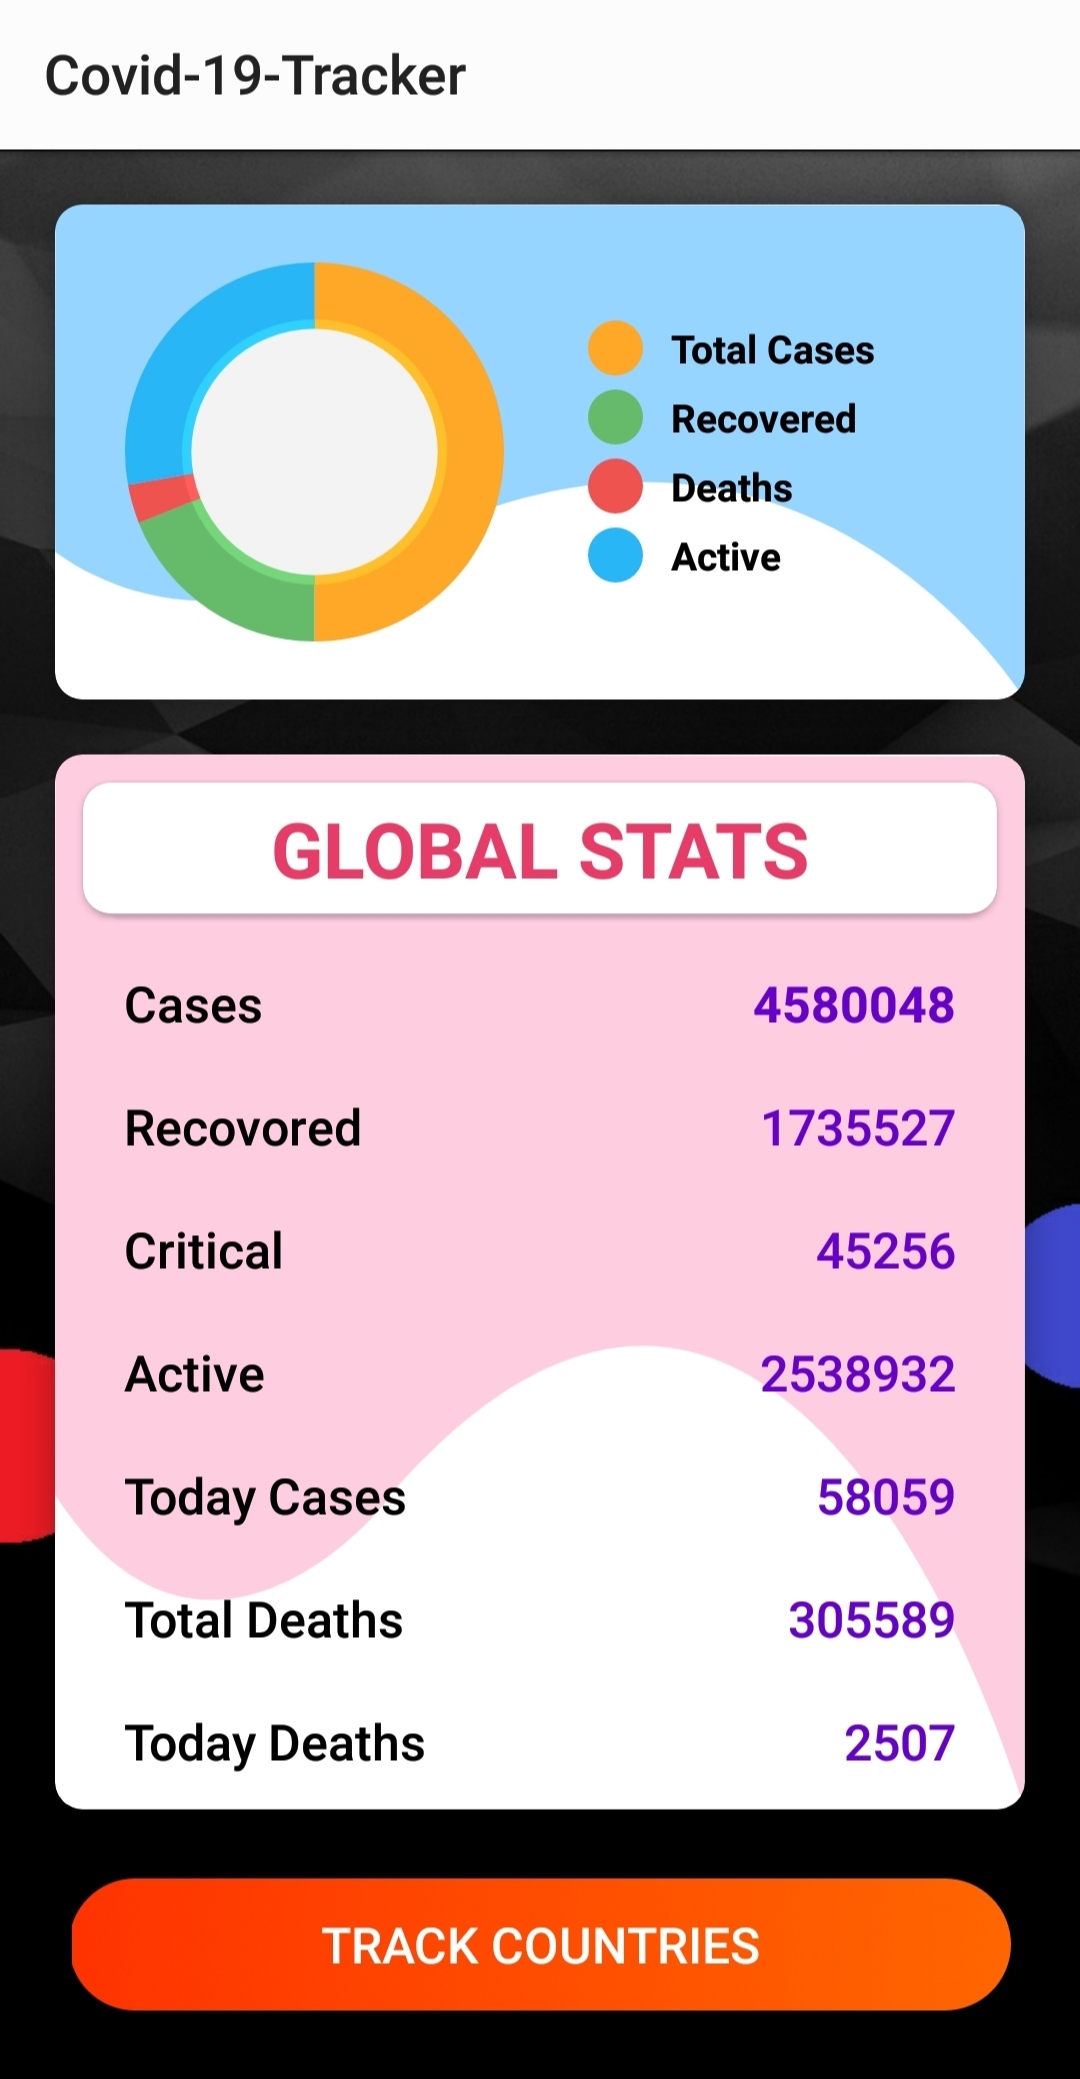 Covid-19-Tracker
Total Cases
Recovered
Deaths
Active
GLOBAL STATS
Cases 4580048
Recovored 1735527
Critical 45256
Active 2538932
Today Cases 58059
Total Deaths 305589
Today Deaths 2507
TRACK COUNTRIES